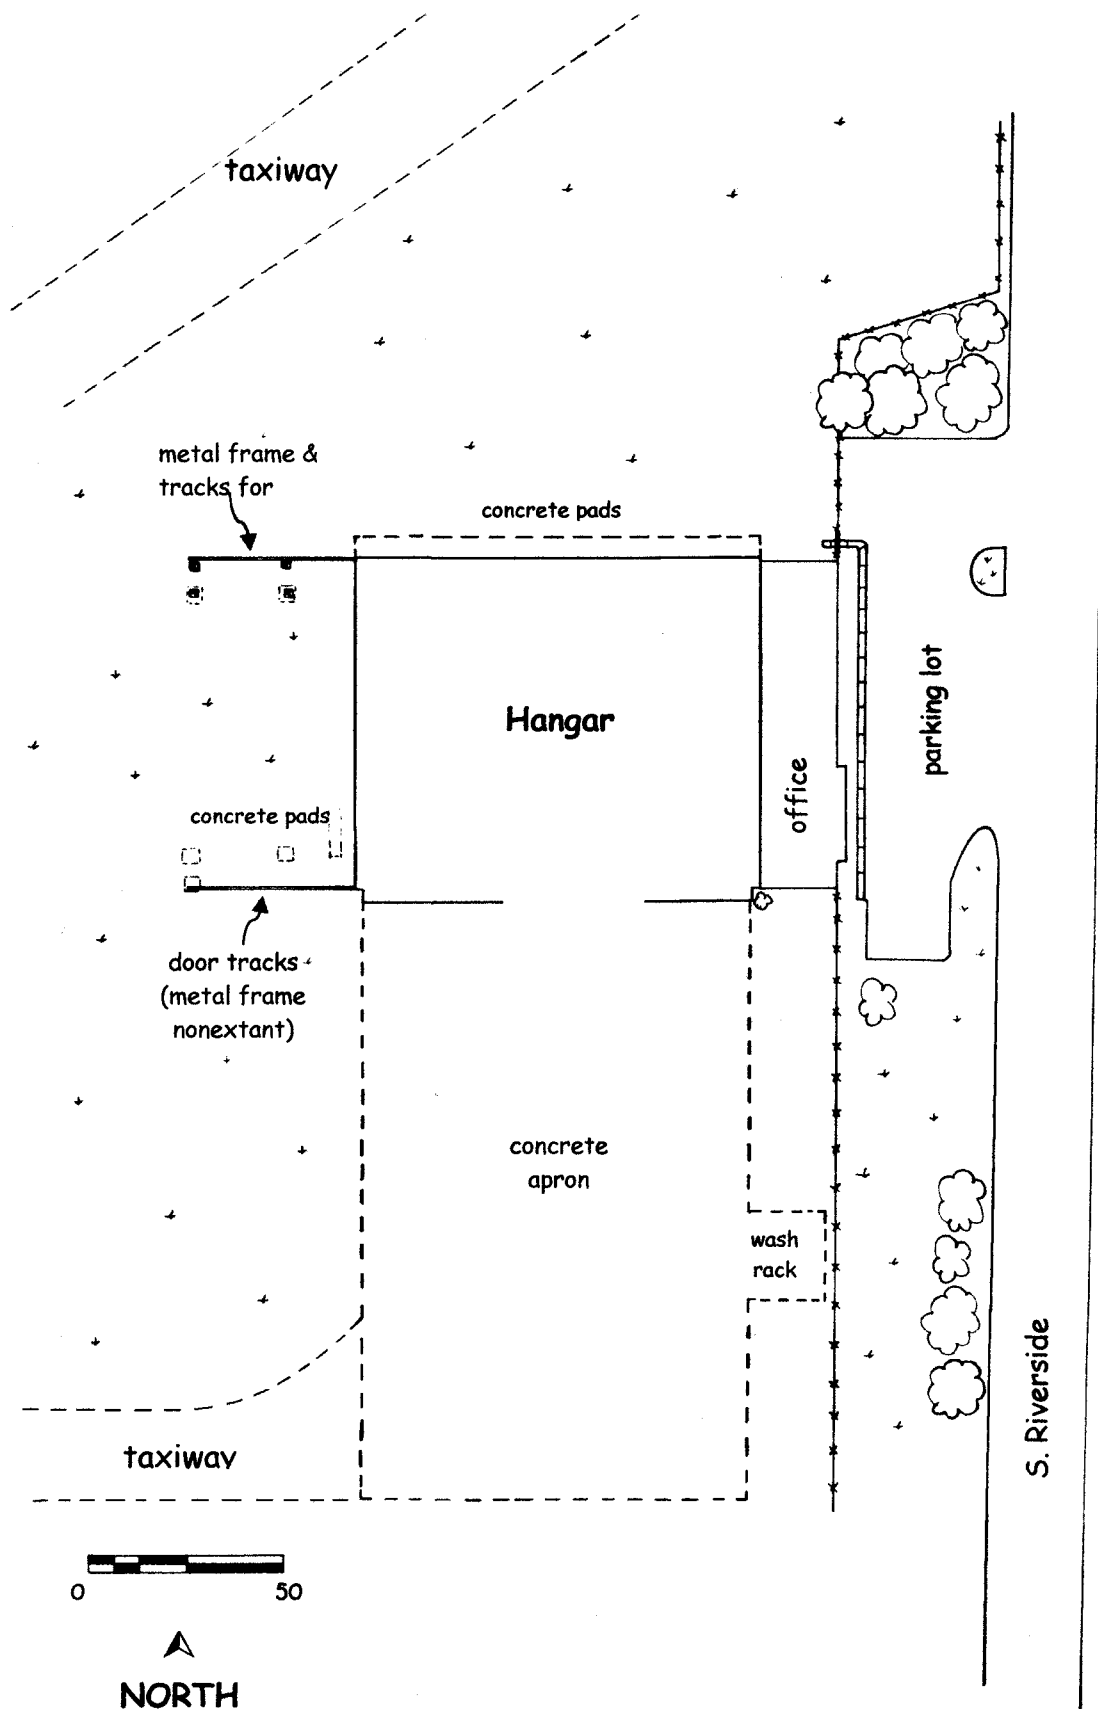 taxiway
metal frame &
tracks for
concrete pads
Hangar
parking lot
office
concrete pads
door tracks
(metal frame
nonextant)
concrete
apron
wash
rack
S. Riverside
taxiway
0 50
NORTH